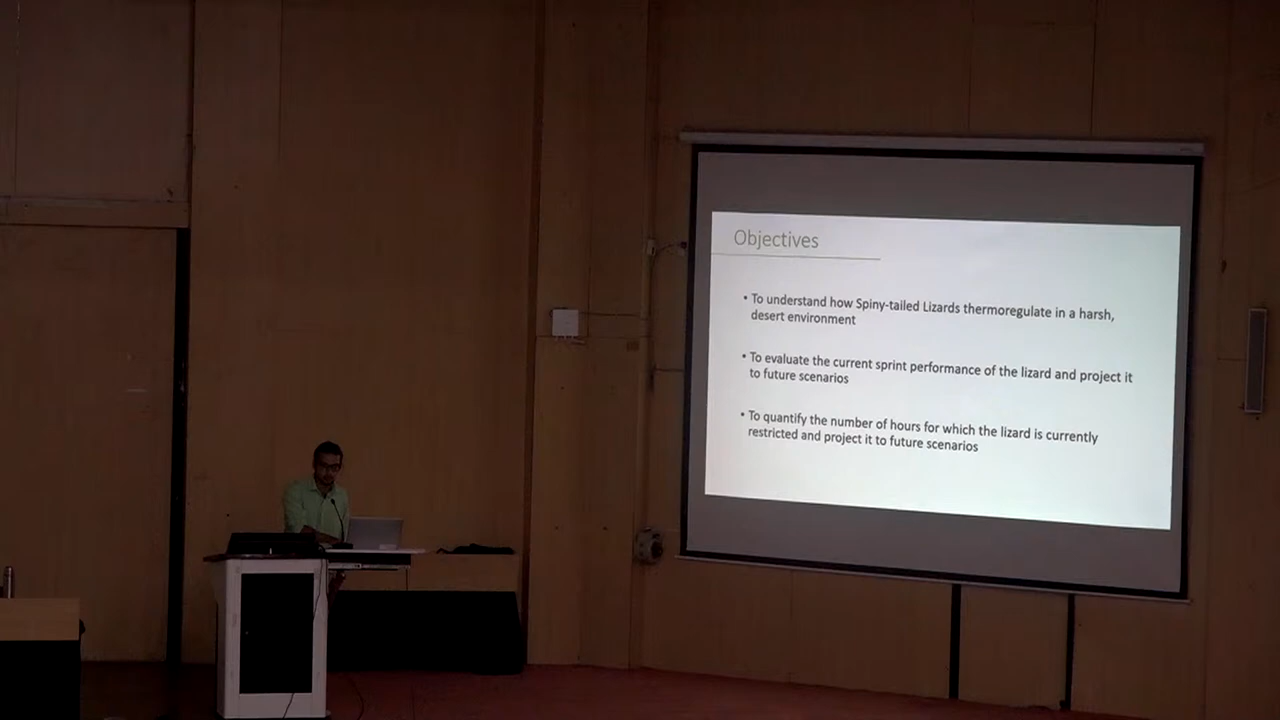 Objectives
• To understand how Spiny-tailed Lizards thermoregulate in a harsh,
desert environment
• To evaluate the current sprint performance of the lizard and project it
to future scenarios
• To quantify the number of hours for which the lizard is currently
restricted and project it to future scenarios